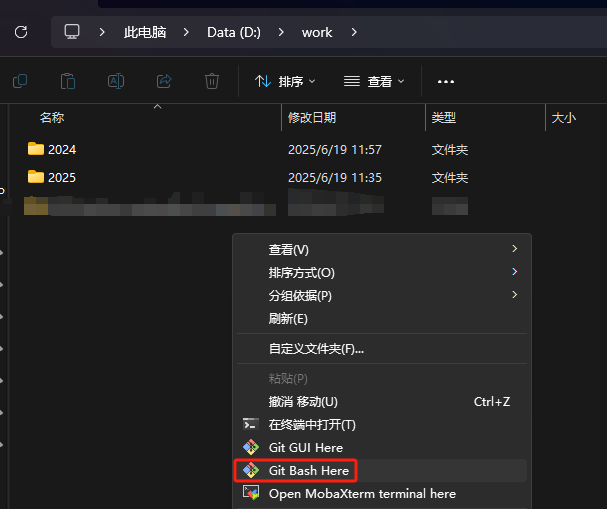 此电脑 Data (D:) work
排序 查看
名称 修改日期 类型 大小
2024 2025/6/19 11:57 文件夹
2025 2025/6/19 11:35 文件夹
查看(V)
排序方式(O)
分组依据(P)
刷新(E)
自定义文件夹(F)...
粘贴(P)
撤消 移动(U) Ctrl+Z
在终端中打开(T)
Git GUI Here
Git Bash Here
Open MobaXterm terminal here